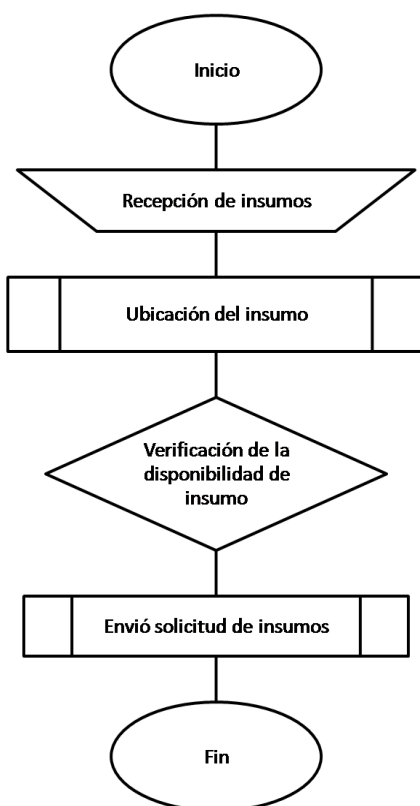 Inicio
Recepción de insumos
Ubicación del insumo
Verificación de la
disponibilidad de
insumo
Envió solicitud de insumos
Fin